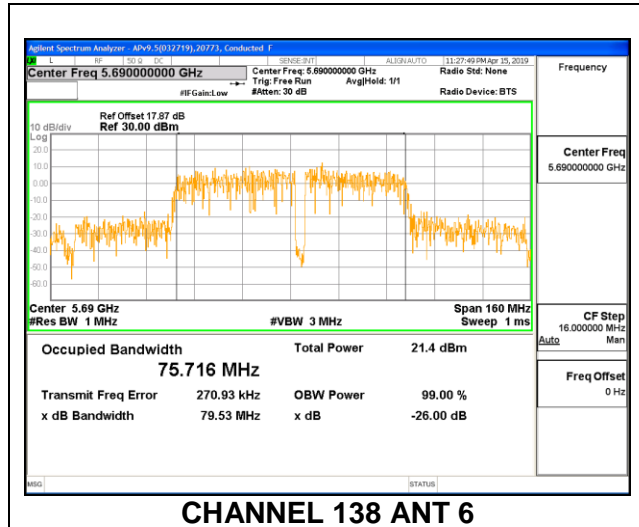 Agilent Spectrum Analyzer - APv9.5(032719),20773, Conducted F
L RF 50 Ω DC SENSE:INT ALIGN AUTO 11:27:49 PM Apr 15, 2019
Center Freq 5.690000000 GHz
Center Freq: 5.690000000 GHz Radio Std: None
Trig: Free Run Avg|Hold: 1/1
#IFGain:Low #Atten: 30 dB Radio Device: BTS
Frequency
Ref Offset 17.87 dB
10 dB/div Ref 30.00 dBm
Log
20.0
10.0
0.00
-10.0
-20.0
-30.0
-40.0
-50.0
-60.0
Center 5.69 GHz Span 160 MHz
#Res BW 1 MHz #VBW 3 MHz Sweep 1 ms
Occupied Bandwidth Total Power 21.4 dBm
75.716 MHz
Transmit Freq Error 270.93 kHz OBW Power 99.00 %
x dB Bandwidth 79.53 MHz x dB -26.00 dB
Center Freq
5.690000000 GHz
CF Step
16.000000 MHz
Auto Man
Freq Offset
0 Hz
MSG STATUS
CHANNEL 138 ANT 6